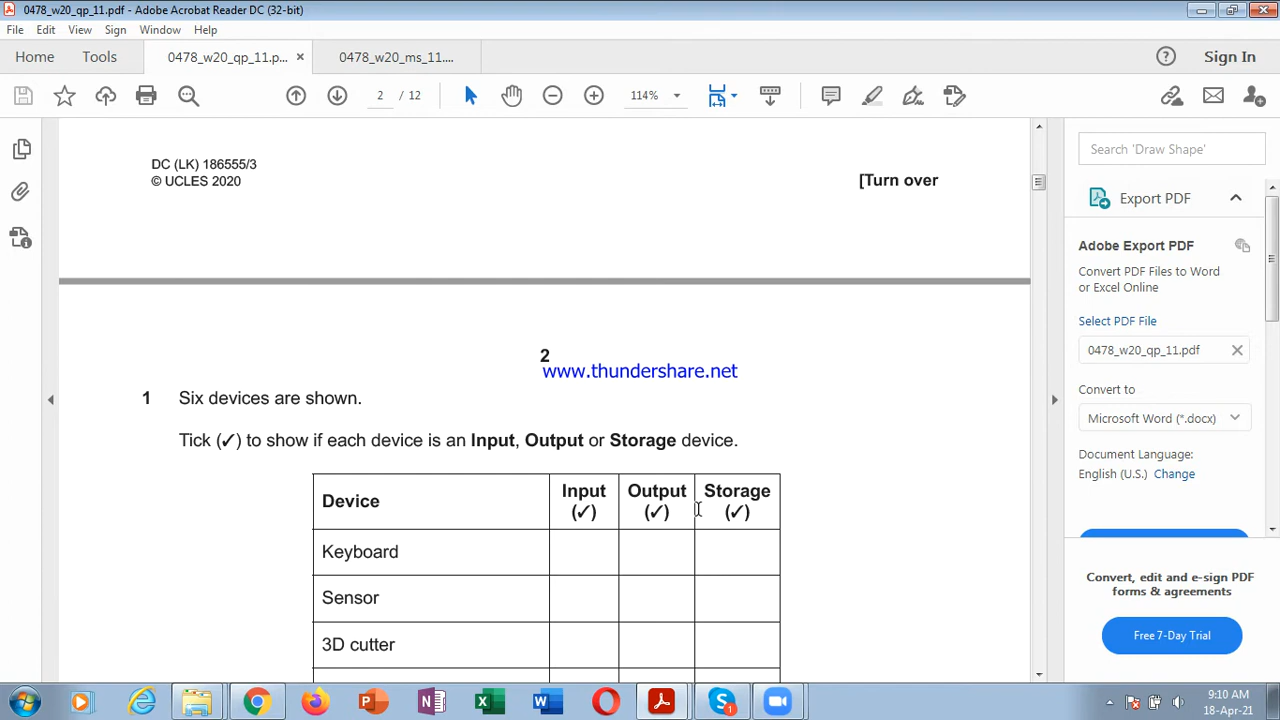 0478_w20_qp_11.pdf - Adobe Acrobat Reader DC (32-bit)
File Edit View Sign Window Help
Home Tools 0478_w20_qp_11.p... × 0478_w20_ms_11.... Sign In
2 / 12 114%
DC (LK) 186555/3
© UCLES 2020
[Turn over
2
www.thundershare.net
1 Six devices are shown.
Tick (✓) to show if each device is an Input, Output or Storage device.
Device Input (✓) Output (✓) Storage (✓)
Keyboard
Sensor
3D cutter
Search 'Draw Shape'
Export PDF
Adobe Export PDF
Convert PDF Files to Word
or Excel Online
Select PDF File
0478_w20_qp_11.pdf
Convert to
Microsoft Word (*.docx)
Document Language:
English (U.S.) Change
Convert, edit and e-sign PDF
forms & agreements
Free 7-Day Trial
9:10 AM
18-Apr-21